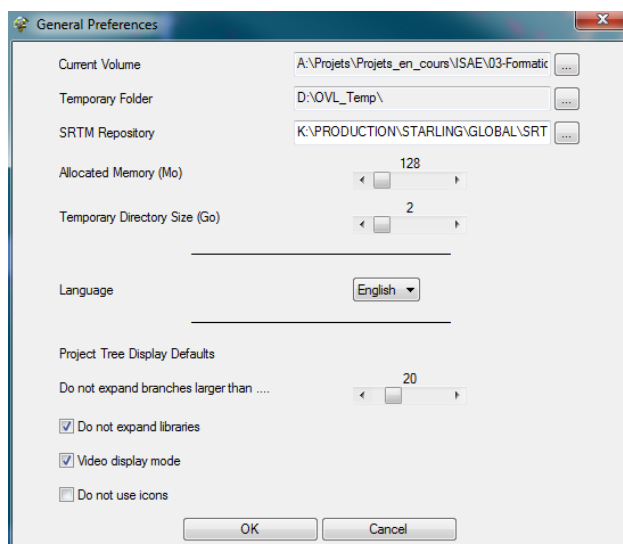 General Preferences
Current Volume A:\Projets\Projets_en_cours\ISAE\03-Formatic ...
Temporary Folder D:\OVL_Temp\ ...
SRTM Repository K:\PRODUCTION\STARLING\GLOBAL\SRT ...
Allocated Memory (Mo) 128
Temporary Directory Size (Go) 2
Language English
Project Tree Display Defaults
Do not expand branches larger than .... 20
Do not expand libraries
Video display mode
Do not use icons
OK Cancel